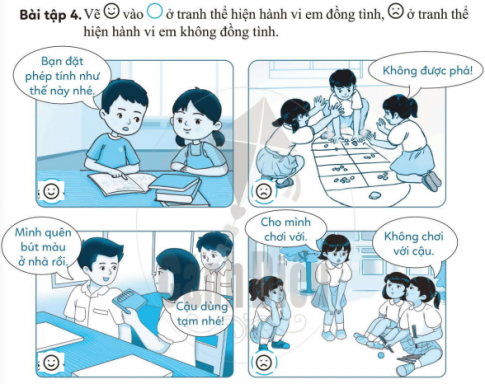 Bài tập 4. Vẽ ☺ vào ○ ở tranh thể hiện hành vi em đồng tình, ☹ ở tranh thể
hiện hành vi em không đồng tình.
Bạn đặt
phép tính như
thế này nhé.
Không được phá!
Mình quên
bút màu
ở nhà rồi.
Cậu dùng
tạm nhé!
Cho mình
chơi với.
Không chơi
với cậu.